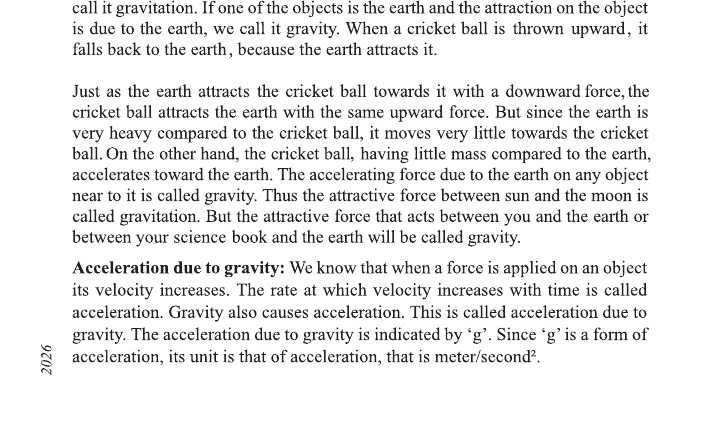 call it gravitation. If one of the objects is the earth and the attraction on the object
is due to the earth, we call it gravity. When a cricket ball is thrown upward, it
falls back to the earth, because the earth attracts it.
Just as the earth attracts the cricket ball towards it with a downward force, the
cricket ball attracts the earth with the same upward force. But since the earth is
very heavy compared to the cricket ball, it moves very little towards the cricket
ball. On the other hand, the cricket ball, having little mass compared to the earth,
accelerates toward the earth. The accelerating force due to the earth on any object
near to it is called gravity. Thus the attractive force between sun and the moon is
called gravitation. But the attractive force that acts between you and the earth or
between your science book and the earth will be called gravity.
Acceleration due to gravity: We know that when a force is applied on an object
its velocity increases. The rate at which velocity increases with time is called
acceleration. Gravity also causes acceleration. This is called acceleration due to
gravity. The acceleration due to gravity is indicated by ‘g’. Since ‘g’ is a form of
acceleration, its unit is that of acceleration, that is meter/second².
2026